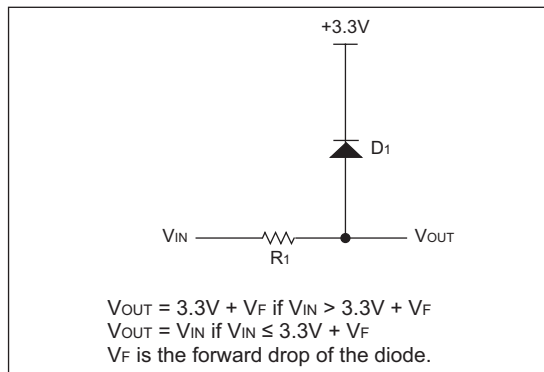 +3.3V
D1
VIN
VOUT
R1
VOUT = 3.3V + VF if VIN > 3.3V + VF
VOUT = VIN if VIN ≤ 3.3V + VF
VF is the forward drop of the diode.